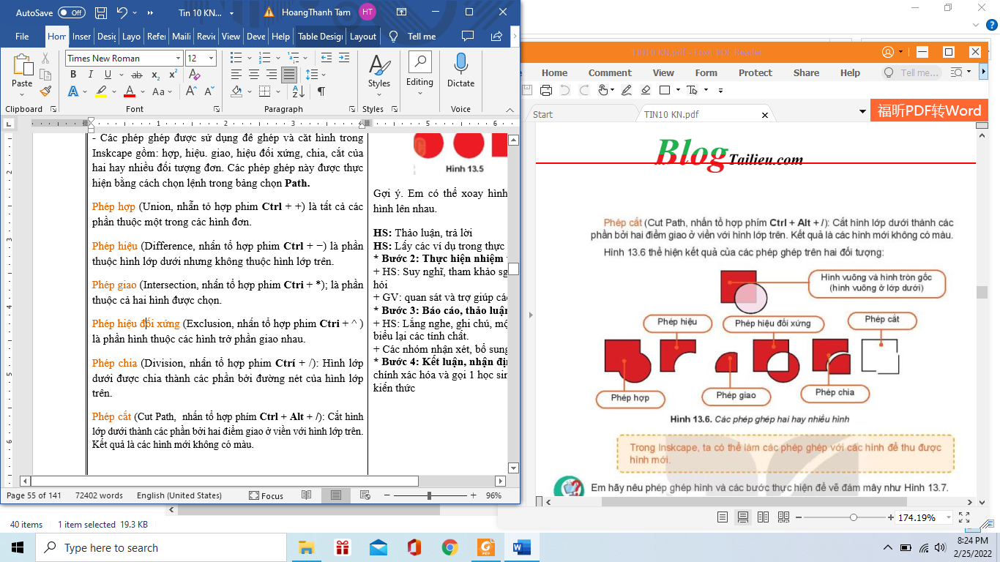 AutoSave Off Tin 10 KN... HoangThanh Tam HT
File Hom Inser Desig Layo Refer Maili Revie View Deve Help Table Design Layout Tell me
Times New Roman 12
Paste Styles Editing Dictate
Clipboard Font Paragraph Styles Voice
- Các phép ghép được sử dụng để ghép và cắt hình trong
Inskcape gồm: hợp, hiệu. giao, hiệu đối xứng, chia, cắt của
hai hay nhiều đối tượng đơn. Các phép ghép này được thực
hiện bằng cách chọn lệnh trong bảng chọn Path.
Phép hợp (Union, nhẫn tỏ hợp phim Ctrl + +) là tất cả các
phần thuộc một trong các hình đơn.
Phép hiệu (Difference, nhấn tổ hợp phim Ctrl + −) là phần
thuộc hình lớp dưới nhưng không thuộc hình lớp trên.
Phép giao (Intersection, nhấn tổ hợp phim Ctri + *); là phần
thuộc cả hai hình được chọn.
Phép hiệu đối xứng (Exclusion, nhấn tổ hợp phim Ctri + ^ )
là phần hình thuộc các hình trở phần giao nhau.
Phép chia (Division, nhấn tổ hợp phim Ctrí + /): Hình lớp
dưới được chia thành các phần bởi đường nét của hình lớp
trên.
Phép cắt (Cut Path, nhấn tổ hợp phím Ctrl + Alt + /): Cắt hình
lớp dưới thành các phần bởi hai điểm giao ở viền với hình lớp trên.
Kết quả là các hình mới không có màu.
Hình 13.5
Gợi ý. Em có thể xoay hình
hình lên nhau.
HS: Thảo luận, trả lời
HS: Lấy các ví dụ trong thực
* Bước 2: Thực hiện nhiệm
+ HS: Suy nghĩ, tham khảo sg
hỏi
+ GV: quan sát và trợ giúp các
* Bước 3: Báo cáo, thảo luận
+ HS: Lắng nghe, ghi chú, mộ
biểu lại các tính chất.
+ Các nhóm nhận xét, bổ sung
* Bước 4: Kết luận, nhận địn
chính xác hóa và gọi 1 học sin
kiến thức
Page 55 of 141 72402 words English (United States) Focus 96%
40 items 1 item selected 19.3 KB
TIN10 KN.pdf - Foxit PDF Reader
Home Comment View Form Protect Share Help Tell me...
Start TIN10 KN.pdf 福昕PDF转Word
Blog Tailieu.com
Phép cắt (Cut Path, nhấn tổ hợp phím Ctrl + Alt + /): Cắt hình lớp dưới thành các
phần bởi hai điểm giao ở viền với hình lớp trên. Kết quả là các hình mới không có màu.
Hình 13.6 thể hiện kết quả của các phép ghép trên hai đối tượng:
Hình vuông và hình tròn gốc
(hình vuông ở lớp dưới)
Phép hiệu Phép hiệu đối xứng Phép cắt
Phép hợp Phép giao Phép chia
Hình 13.6. Các phép ghép hai hay nhiều hình
Trong Inskcape, ta có thể làm các phép ghép với các hình để thu được
hình mới.
Em hãy nêu phép ghép hình và các bước thực hiện để vẽ đám mây như Hình 13.7.
174.19%
Type here to search
8:24 PM
2/25/2022